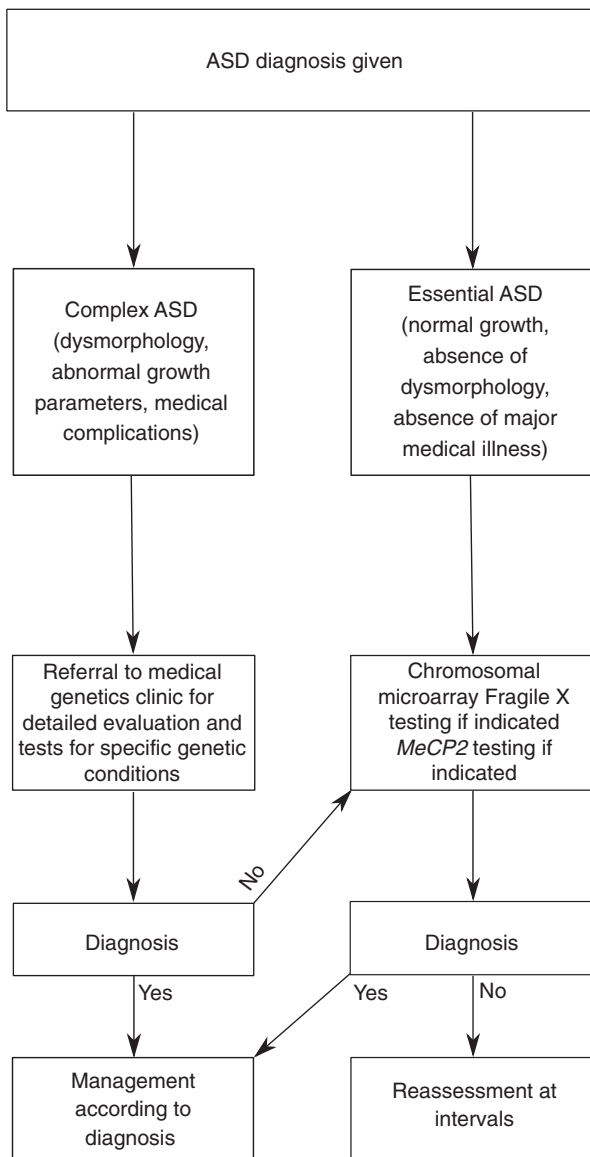 ASD diagnosis given
Complex ASD
(dysmorphology,
abnormal growth
parameters, medical
complications)
Essential ASD
(normal growth,
absence of
dysmorphology,
absence of major
medical illness)
Referral to medical
genetics clinic for
detailed evaluation and
tests for specific genetic
conditions
Chromosomal
microarray Fragile X
testing if indicated
MeCP2 testing if
indicated
No
Diagnosis
Diagnosis
Yes
Yes
No
Management
according to
diagnosis
Reassessment at
intervals